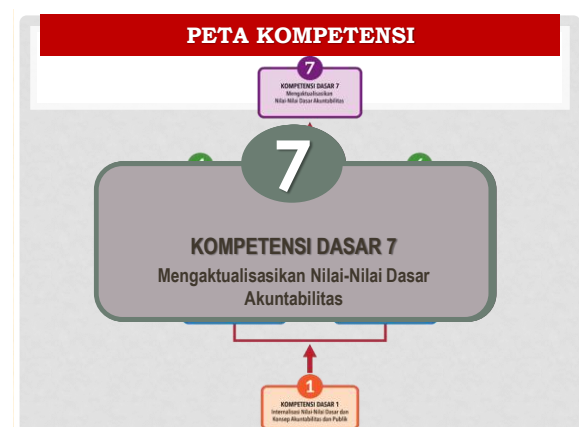 PETA KOMPETENSI
7
KOMPETENSI DASAR 7
Mengaktualisasikan
Nilai-Nilai Dasar Akuntabilitas
7
KOMPETENSI DASAR 7
Mengaktualisasikan Nilai-Nilai Dasar
Akuntabilitas
1
KOMPETENSI DASAR 1
Internalisasi Nilai-Nilai Dasar dan
Konsep Akuntabilitas dan Publik